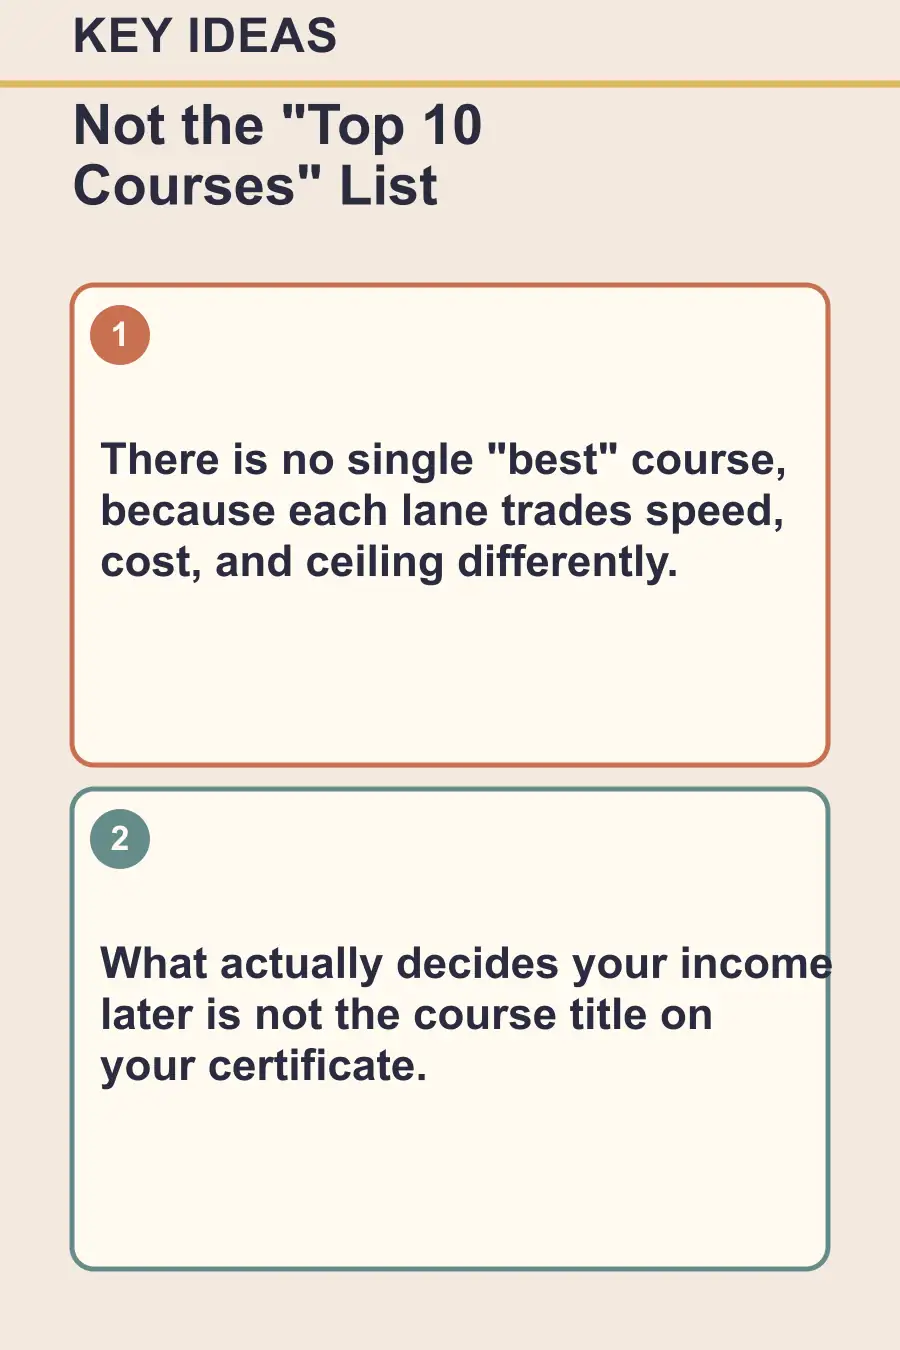 KEY IDEAS
Not the "Top 10
Courses" List
1
There is no single "best" course,
because each lane trades speed,
cost, and ceiling differently.
2
What actually decides your income
later is not the course title on
your certificate.